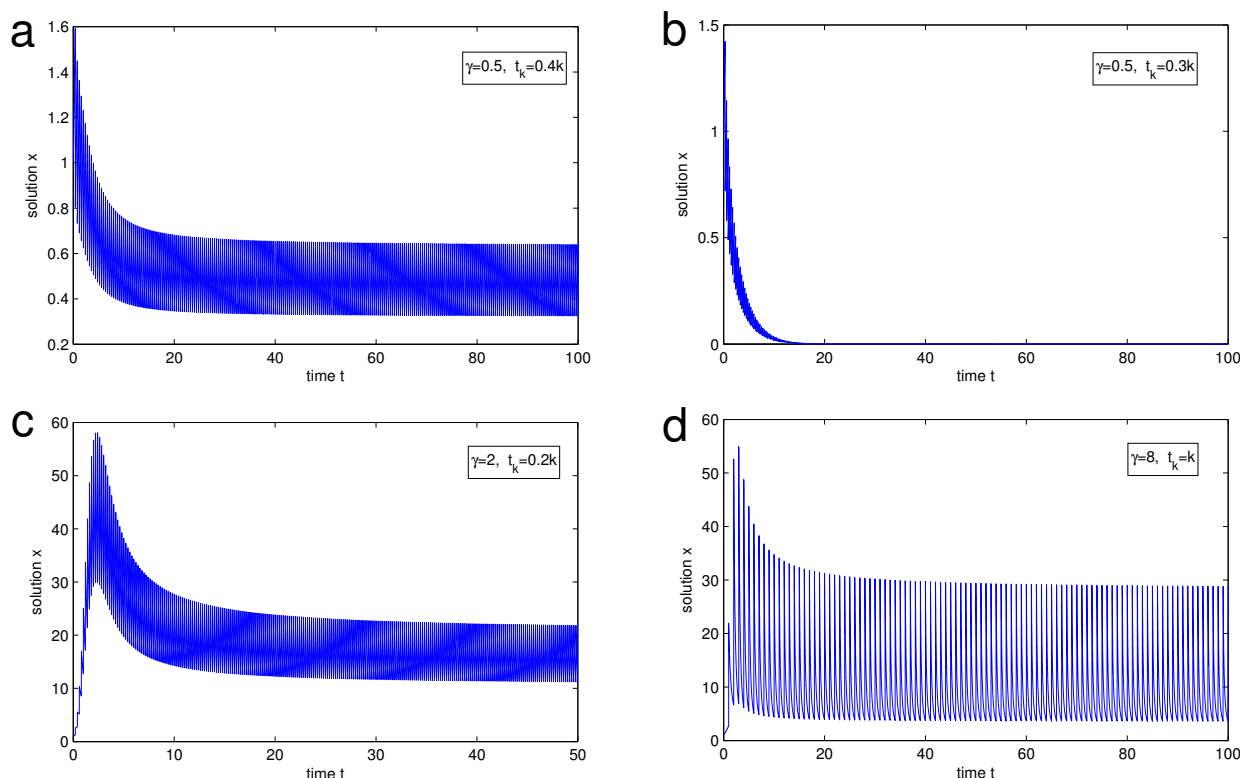 a
1.6
1.4
1.2
1
0.8
0.6
0.4
0.2
0 20 40 60 80 100
solution x
time t
γ=0.5, t_k=0.4k
b
1.5
1
0.5
0
0 20 40 60 80 100
solution x
time t
γ=0.5, t_k=0.3k
c
60
50
40
30
20
10
0
0 10 20 30 40 50
solution x
time t
γ=2, t_k=0.2k
d
60
50
40
30
20
10
0
0 20 40 60 80 100
solution x
time t
γ=8, t_k=k